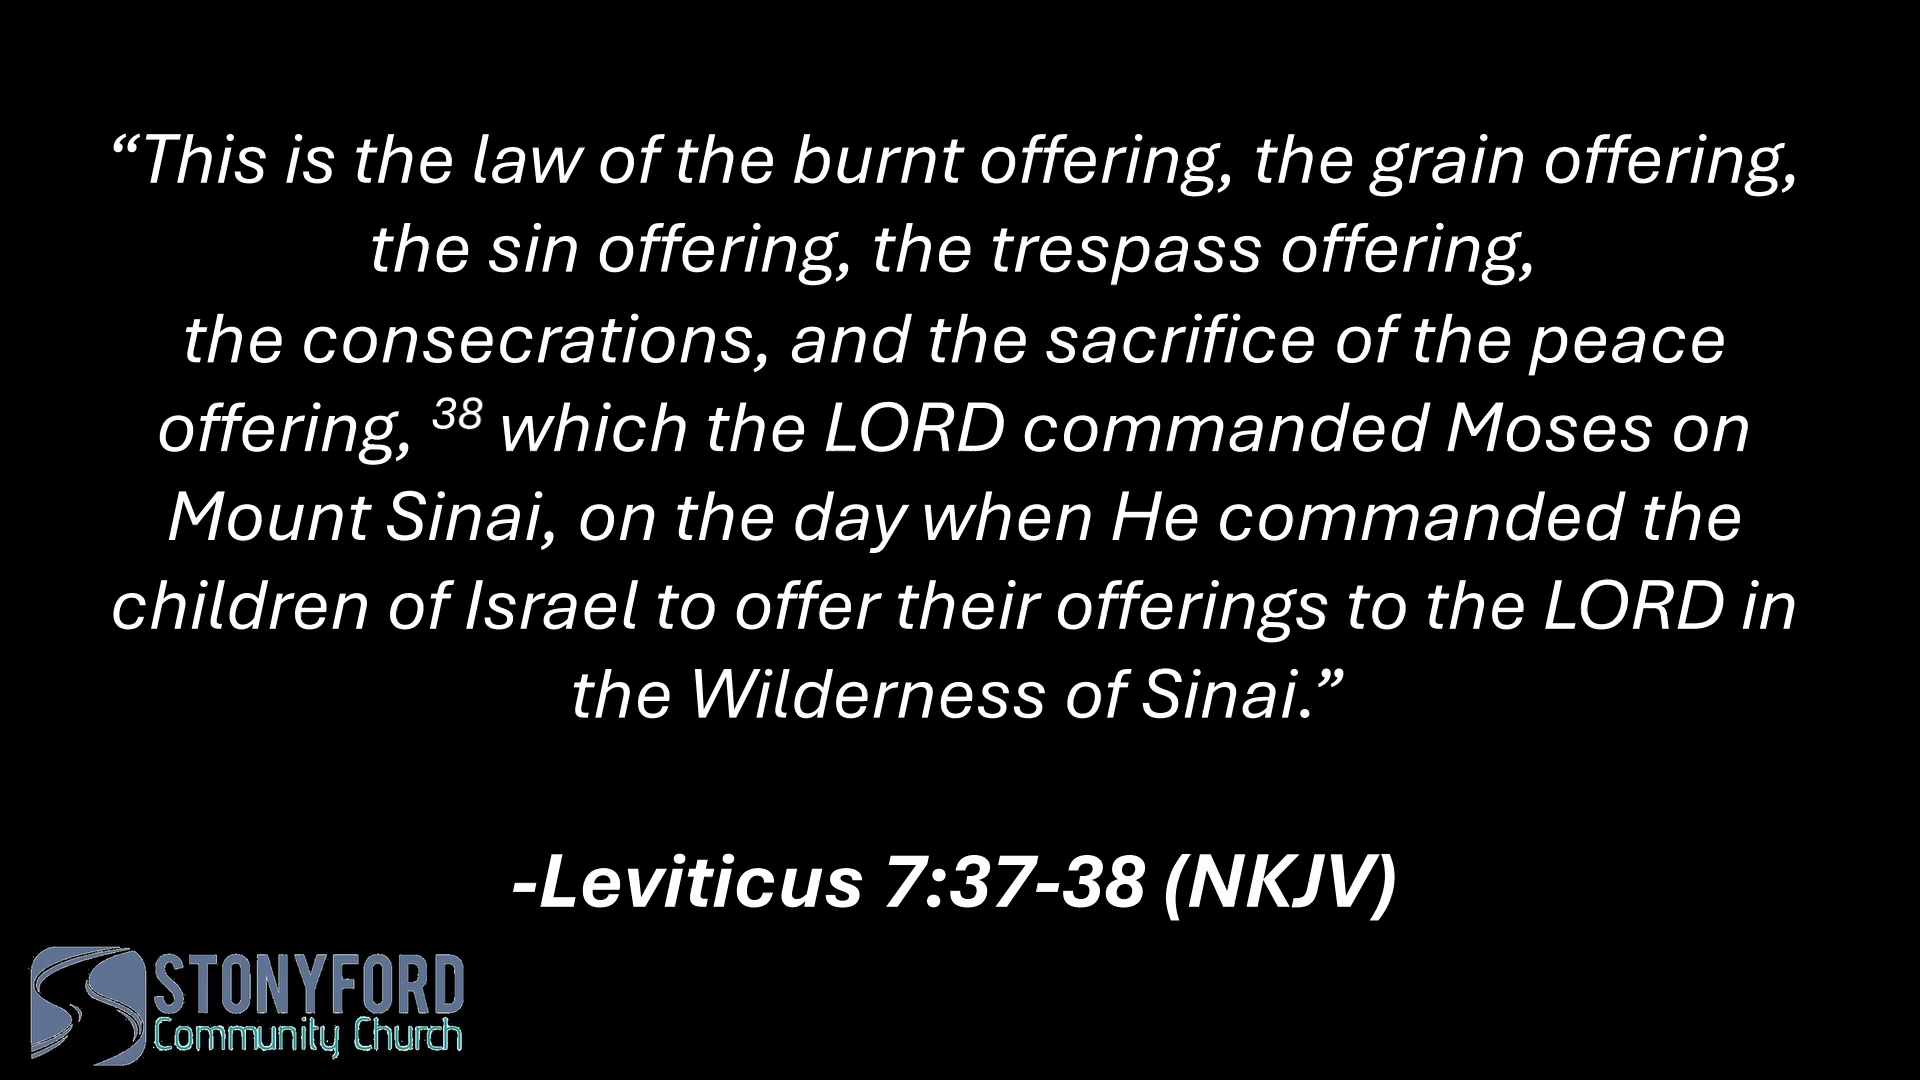 “This is the law of the burnt offering, the grain offering,
the sin offering, the trespass offering,
the consecrations, and the sacrifice of the peace
offering, 38 which the LORD commanded Moses on
Mount Sinai, on the day when He commanded the
children of Israel to offer their offerings to the LORD in
the Wilderness of Sinai.”
-Leviticus 7:37-38 (NKJV)
STONYFORD
Community Church